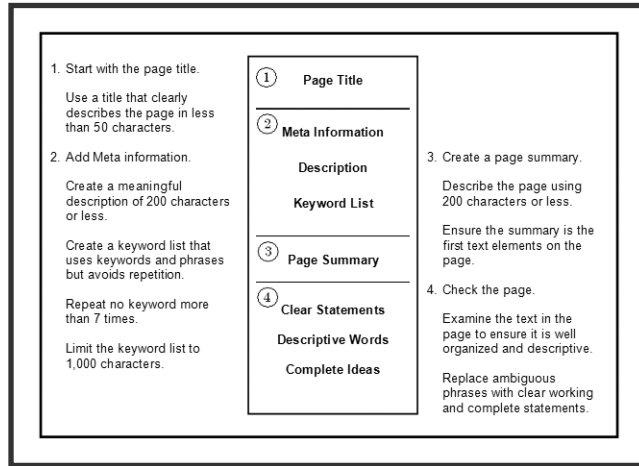 1. Start with the page title.
Use a title that clearly
describes the page in less
than 50 characters.
2. Add Meta information.
Create a meaningful
description of 200 characters
or less.
Create a keyword list that
uses keywords and phrases
but avoids repetition.
Repeat no keyword more
than 7 times.
Limit the keyword list to
1,000 characters.
1 Page Title
2 Meta Information
Description
Keyword List
3 Page Summary
4 Clear Statements
Descriptive Words
Complete Ideas
3. Create a page summary.
Describe the page using
200 characters or less.
Ensure the summary is the
first text elements on the
page.
4. Check the page.
Examine the text in the
page to ensure it is well
organized and descriptive.
Replace ambiguous
phrases with clear working
and complete statements.